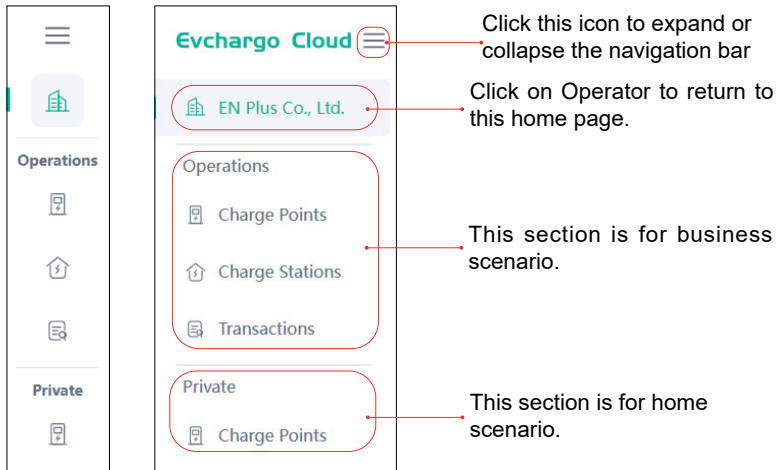 Operations
Private
Evchargo Cloud
EN Plus Co., Ltd.
Operations
Charge Points
Charge Stations
Transactions
Private
Charge Points
Click this icon to expand or
collapse the navigation bar
Click on Operator to return to
this home page.
This section is for business
scenario.
This section is for home
scenario.